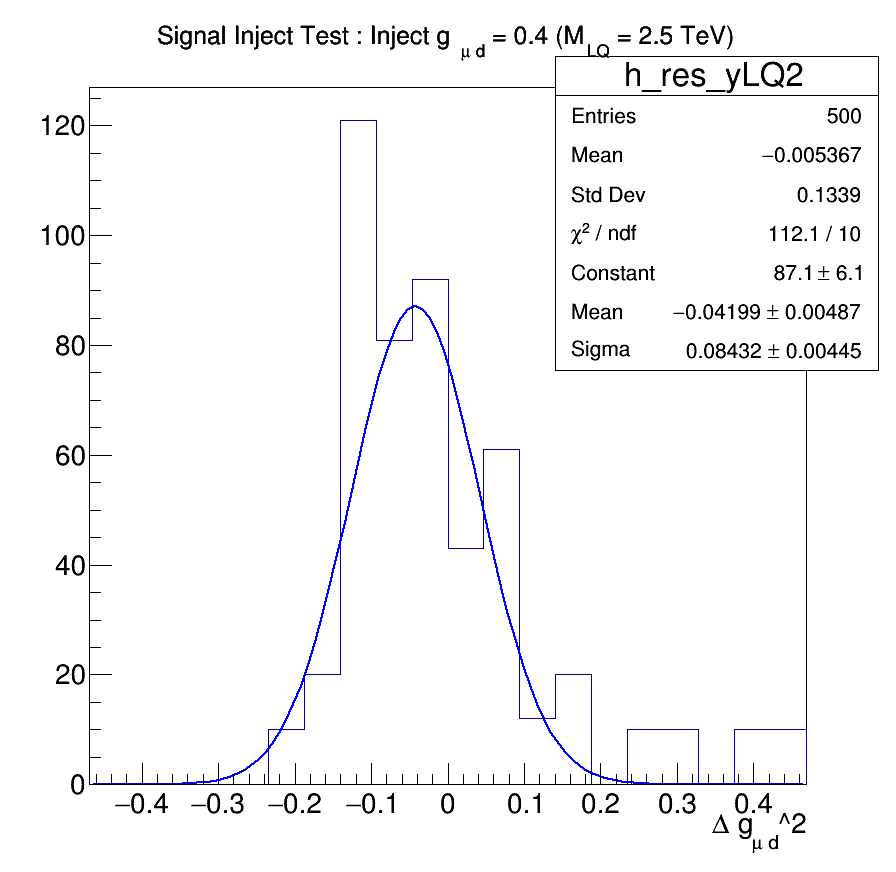 Signal Inject Test : Inject g μ d = 0.4 (M LQ = 2.5 TeV)
h_res_yLQ2
Entries 500
Mean −0.005367
Std Dev 0.1339
χ² / ndf 112.1 / 10
Constant 87.1 ± 6.1
Mean −0.04199 ± 0.00487
Sigma 0.08432 ± 0.00445
120
100
80
60
40
20
0
−0.4 −0.3 −0.2 −0.1 0 0.1 0.2 0.3 0.4
Δ g μ d ^2